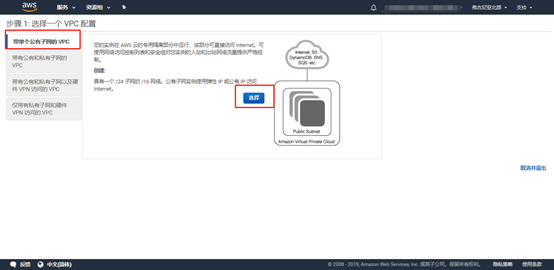 aws
服务
资源组
弗吉尼亚北部
支持
步骤 1: 选择一个 VPC 配置
带单个公有子网的 VPC
带有公有和私有子网的
VPC
带有公有和私有子网以及硬
件 VPN 访问的 VPC
仅带有私有子网和硬件
VPN 访问的 VPC
您的实例在 AWS 云的专用隔离部分中运行，该部分可直接访问 Internet。可
使用网络访问控制列表和安全组对您实例的入站和出站网络流量提供严格控
制。
创建:
具有一个 /24 子网的 /16 网络。公有子网实例使用弹性 IP 或公有 IP 访问
Internet。
选择
Internet, S3,
DynamoDB, SNS,
SQS, etc.
Public Subnet
Amazon Virtual Private Cloud
取消并退出
反馈
中文(简体)
© 2008 - 2019, Amazon Web Services, Inc. 或其子公司。保留所有权利。
隐私策略
使用条款